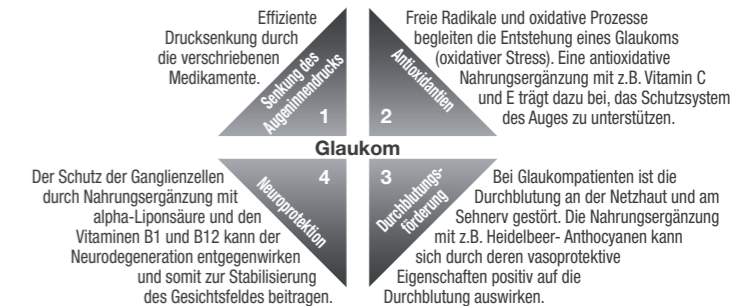 Effiziente
Drucksenkung durch
die verschriebenen
Medikamente.
Senkung des
Augeninnendrucks
1
Freie Radikale und oxidative Prozesse
begleiten die Entstehung eines Glaukoms
(oxidativer Stress). Eine antioxidative
Nahrungsergänzung mit z.B. Vitamin C
und E trägt dazu bei, das Schutzsystem
des Auges zu unterstützen.
Antioxidantien
2
Glaukom
Der Schutz der Ganglienzellen
durch Nahrungsergänzung mit
alpha-Liponsäure und den
Vitaminen B1 und B12 kann der
Neurodegeneration entgegenwirken
und somit zur Stabilisierung
des Gesichtsfeldes beitragen.
4
Neuroprotektion
3
Durchblutungs-
förderung
Bei Glaukompatienten ist die
Durchblutung an der Netzhaut und am
Sehnerv gestört. Die Nahrungsergänzung
mit z.B. Heidelbeer- Anthocyanen kann
sich durch deren vasoprotektive
Eigenschaften positiv auf die
Durchblutung auswirken.